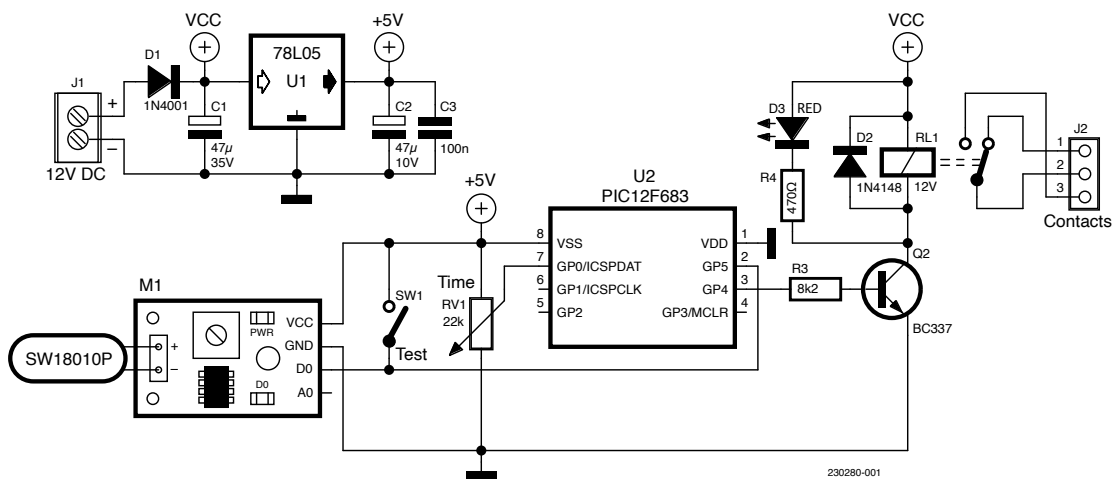 VCC
+5V
D1
1N4001
J1
+
–
12V DC
C1
47µ
35V
78L05
U1
C2
47µ
10V
C3
100n
VCC
D3 RED
R4
470Ω
D2
1N4148
RL1
12V
J2
1
2
3
Contacts
+5V
U2
PIC12F683
8 VSS
7 GP0/ICSPDAT
6 GP1/ICSPCLK
5 GP2
VDD 1
GP5 2
GP4 3
GP3/MCLR 4
R3
8k2
Q2
BC337
Time
RV1
22k
SW1
Test
M1
SW18010P
+
–
PWR
D0
VCC
GND
D0
A0
230280-001